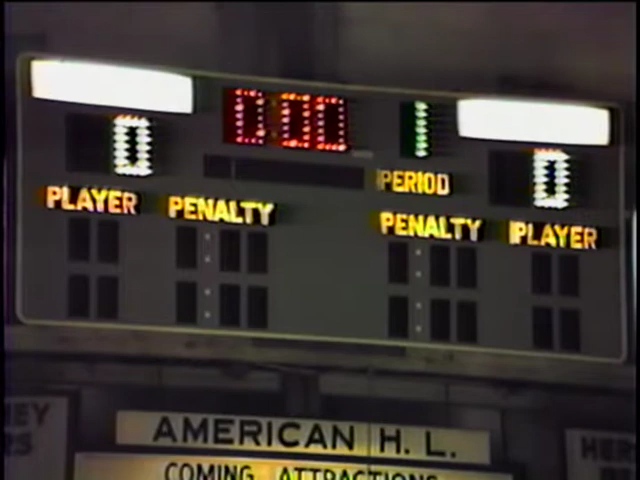 0 0:00 1 0
PERIOD
PLAYER PENALTY PENALTY PLAYER
AMERICAN H. L.
COMING ATTRACTIONS